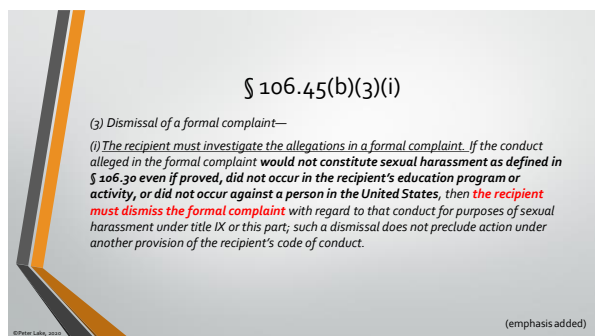 § 106.45(b)(3)(i)
(3) Dismissal of a formal complaint—
(i)The recipient must investigate the allegations in a formal complaint. If the conduct
alleged in the formal complaint would not constitute sexual harassment as defined in
§ 106.30 even if proved, did not occur in the recipient's education program or
activity, or did not occur against a person in the United States, then the recipient
must dismiss the formal complaint with regard to that conduct for purposes of sexual
harassment under title IX or this part; such a dismissal does not preclude action under
another provision of the recipient's code of conduct.
(emphasis added)
©Peter Lake, 2020